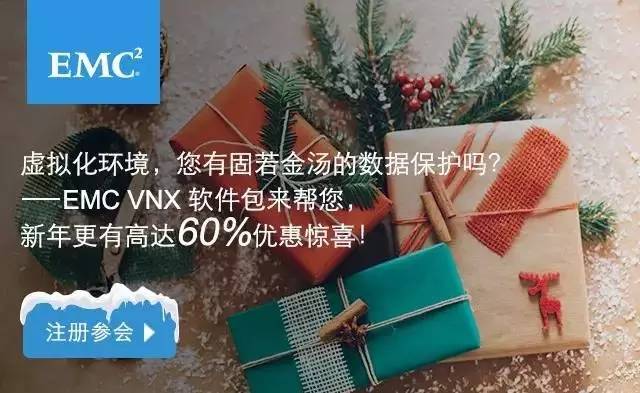 EMC²
虚拟化环境，您有固若金汤的数据保护吗？
——EMC VNX 软件包来帮您，
新年更有高达60%优惠惊喜！
注册参会